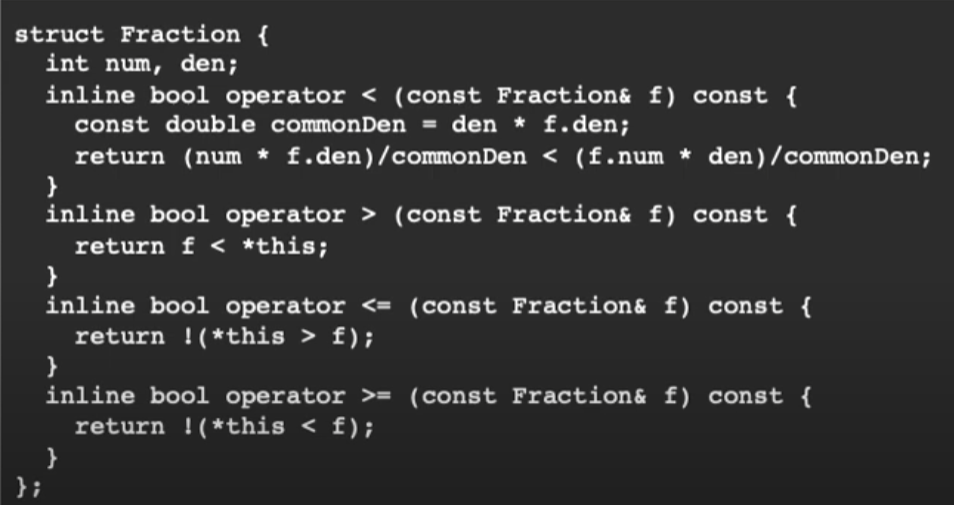 struct Fraction {
  int num, den;
  inline bool operator < (const Fraction& f) const {
    const double commonDen = den * f.den;
    return (num * f.den)/commonDen < (f.num * den)/commonDen;
  }
  inline bool operator > (const Fraction& f) const {
    return f < *this;
  }
  inline bool operator <= (const Fraction& f) const {
    return !(*this > f);
  }
  inline bool operator >= (const Fraction& f) const {
    return !(*this < f);
  }
};